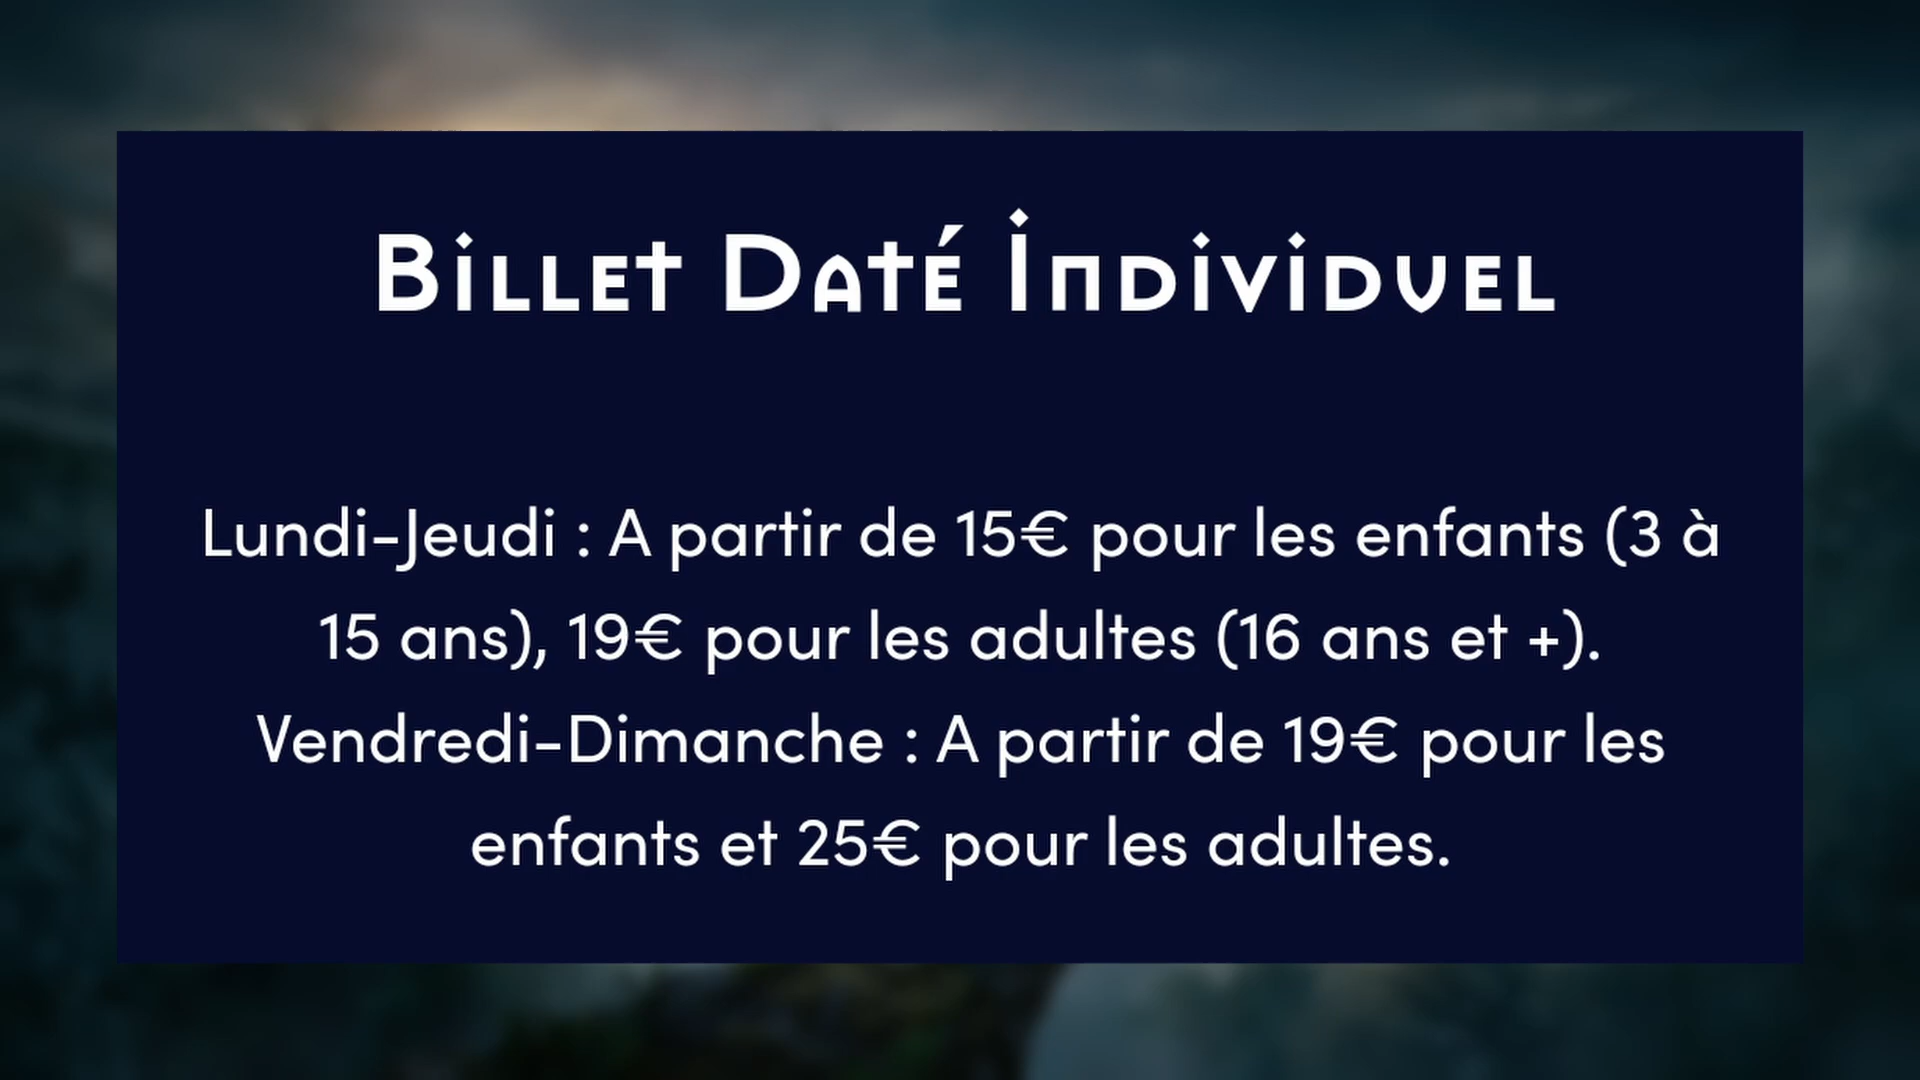 Billet Daté Individuel
Lundi-Jeudi : A partir de 15€ pour les enfants (3 à
15 ans), 19€ pour les adultes (16 ans et +).
Vendredi-Dimanche : A partir de 19€ pour les
enfants et 25€ pour les adultes.